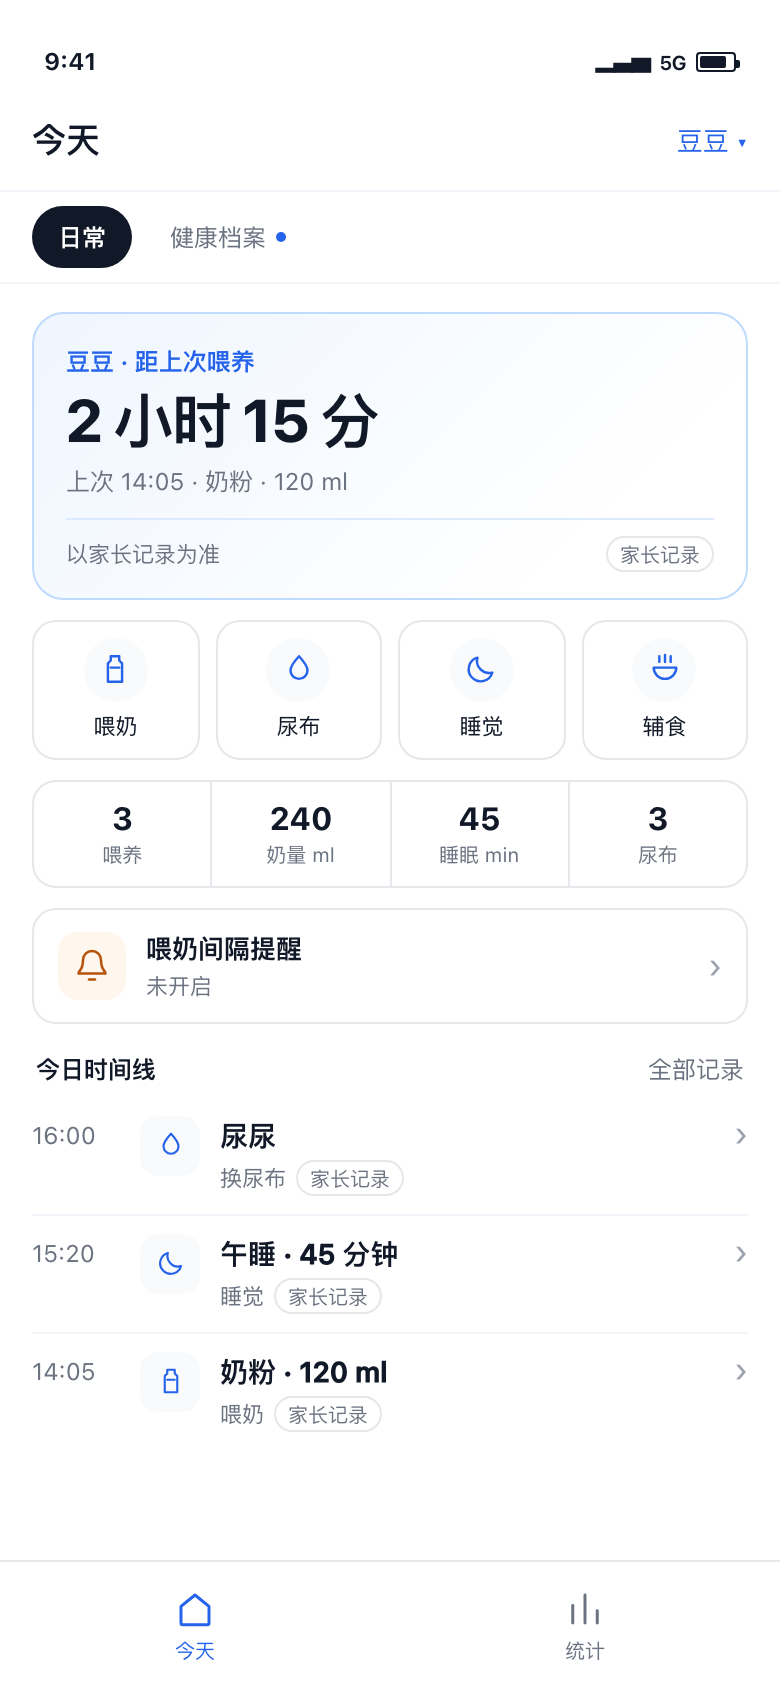 9:41
5G
今天
豆豆 ▾
日常
健康档案
豆豆 · 距上次喂养
2 小时 15 分
上次 14:05 · 奶粉 · 120 ml
以家长记录为准
家长记录
喂奶
尿布
睡觉
辅食
3
喂养
240
奶量 ml
45
睡眠 min
3
尿布
喂奶间隔提醒
未开启
今日时间线
全部记录
16:00
尿尿
换尿布 家长记录
15:20
午睡 · 45 分钟
睡觉 家长记录
14:05
奶粉 · 120 ml
喂奶 家长记录
今天
统计